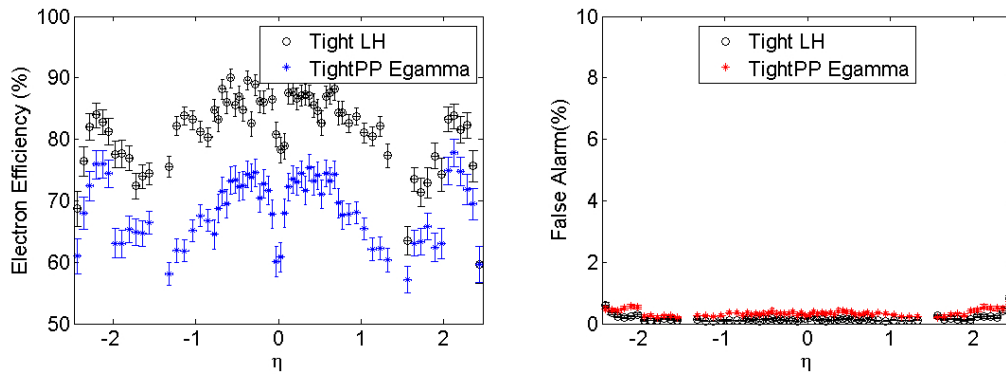 Electron Efficiency (%)
100
90
80
70
60
50
-2
-1
0
1
2
η
Tight LH
TightPP Egamma
False Alarm(%)
10
8
6
4
2
0
-2
-1
0
1
2
η
Tight LH
TightPP Egamma